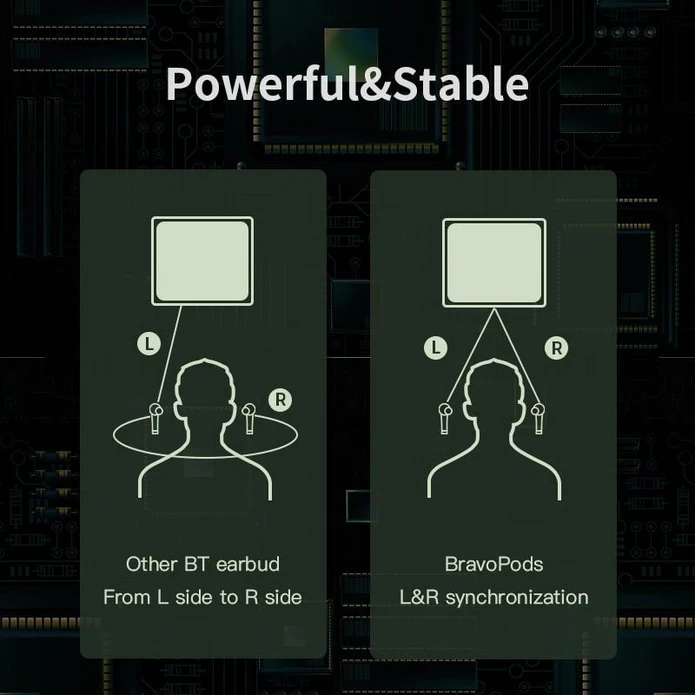 Powerful&Stable
L
R
Other BT earbud
From L side to R side
L
R
BravoPods
L&R synchronization